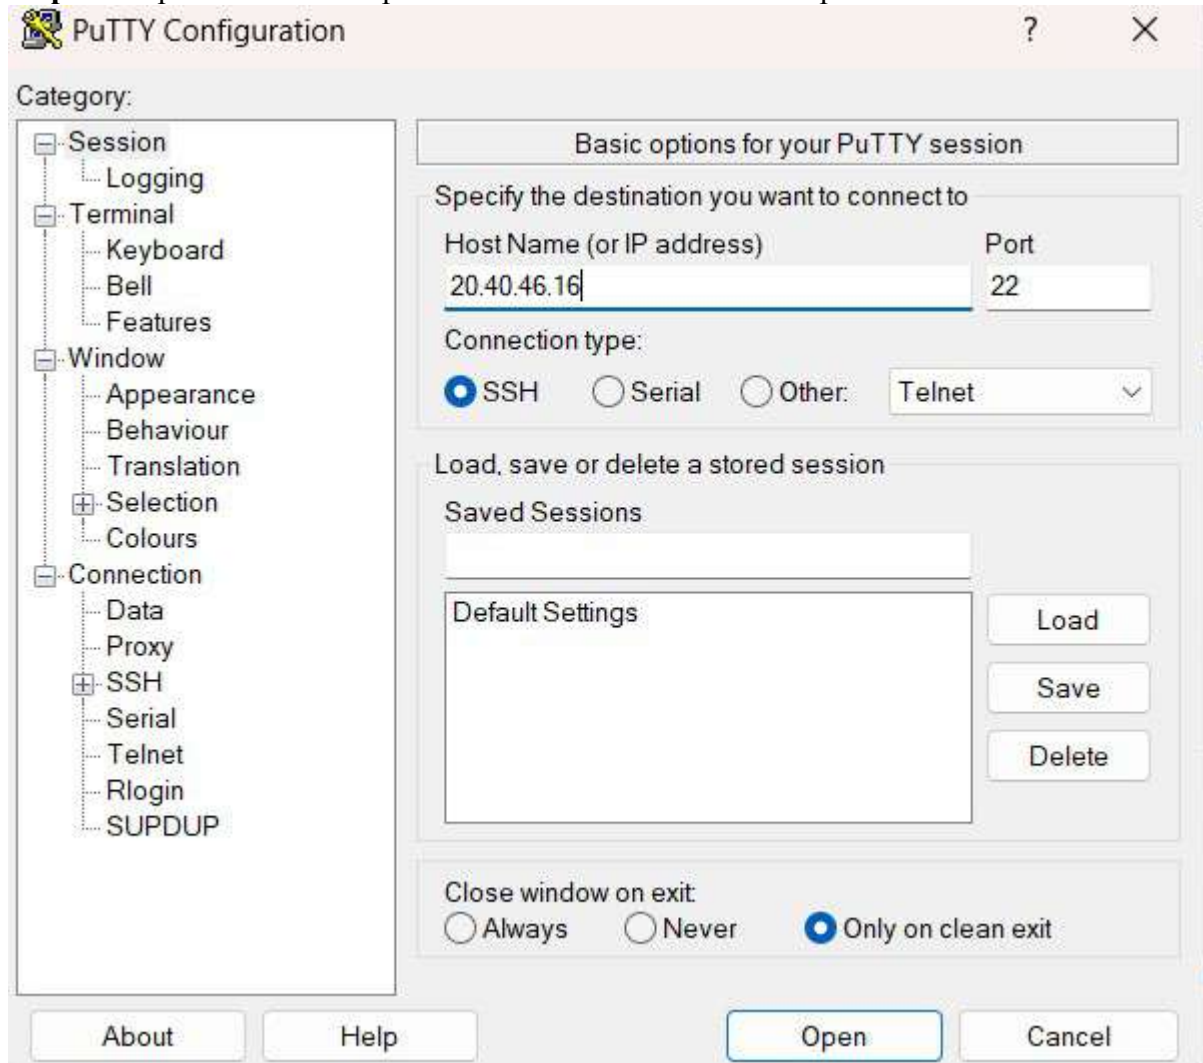 PuTTY Configuration
?
Category:
Session
Logging
Terminal
Keyboard
Bell
Features
Window
Appearance
Behaviour
Translation
Selection
Colours
Connection
Data
Proxy
SSH
Serial
Telnet
Rlogin
SUPDUP
Basic options for your PuTTY session
Specify the destination you want to connect to
Host Name (or IP address) Port
20.40.46.16 22
Connection type:
SSH Serial Other: Telnet
Load, save or delete a stored session
Saved Sessions
Default Settings
Load
Save
Delete
Close window on exit:
Always Never Only on clean exit
About Help Open Cancel